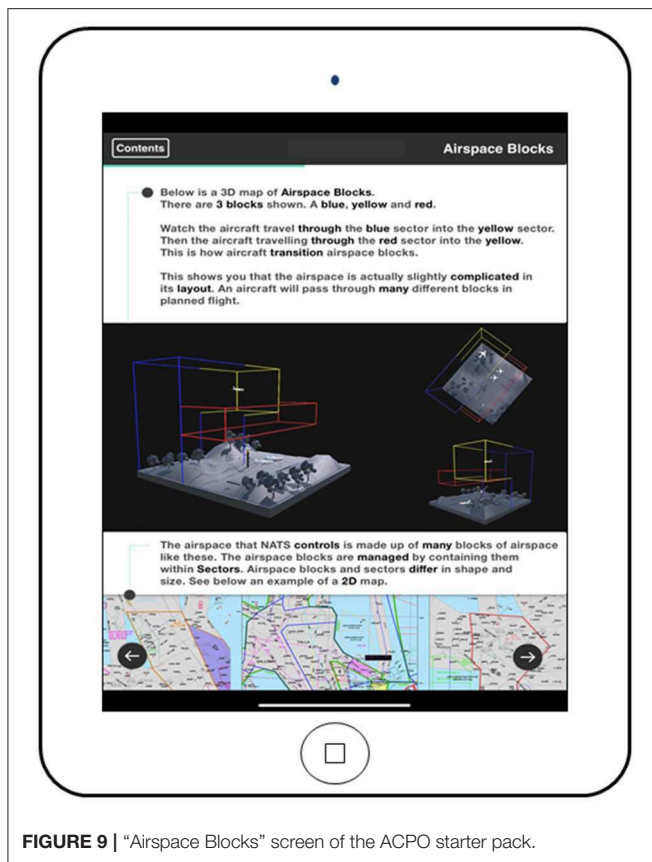 Contents
Airspace Blocks
Below is a 3D map of Airspace Blocks.
There are 3 blocks shown. A blue, yellow and red.
Watch the aircraft travel through the blue sector into the yellow sector.
Then the aircraft travelling through the red sector into the yellow.
This is how aircraft transition airspace blocks.
This shows you that the airspace is actually slightly complicated in
its layout. An aircraft will pass through many different blocks in
planned flight.
The airspace that NATS controls is made up of many blocks of airspace
like these. The airspace blocks are managed by containing them
within Sectors. Airspace blocks and sectors differ in shape and
size. See below an example of a 2D map.
FIGURE 9 | “Airspace Blocks” screen of the ACPO starter pack.